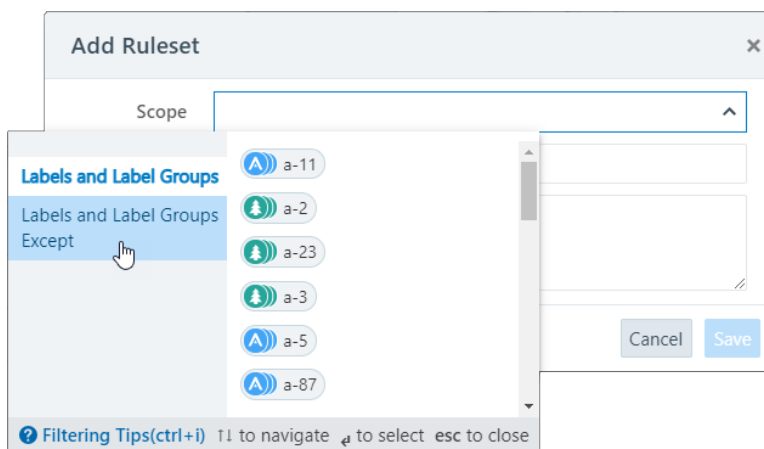 Add Ruleset
×
Scope
Labels and Label Groups
Labels and Label Groups
Except
a-11
a-2
a-23
a-3
a-5
a-87
Cancel
Save
? Filtering Tips(ctrl+i) ↑↓ to navigate ↲ to select esc to close